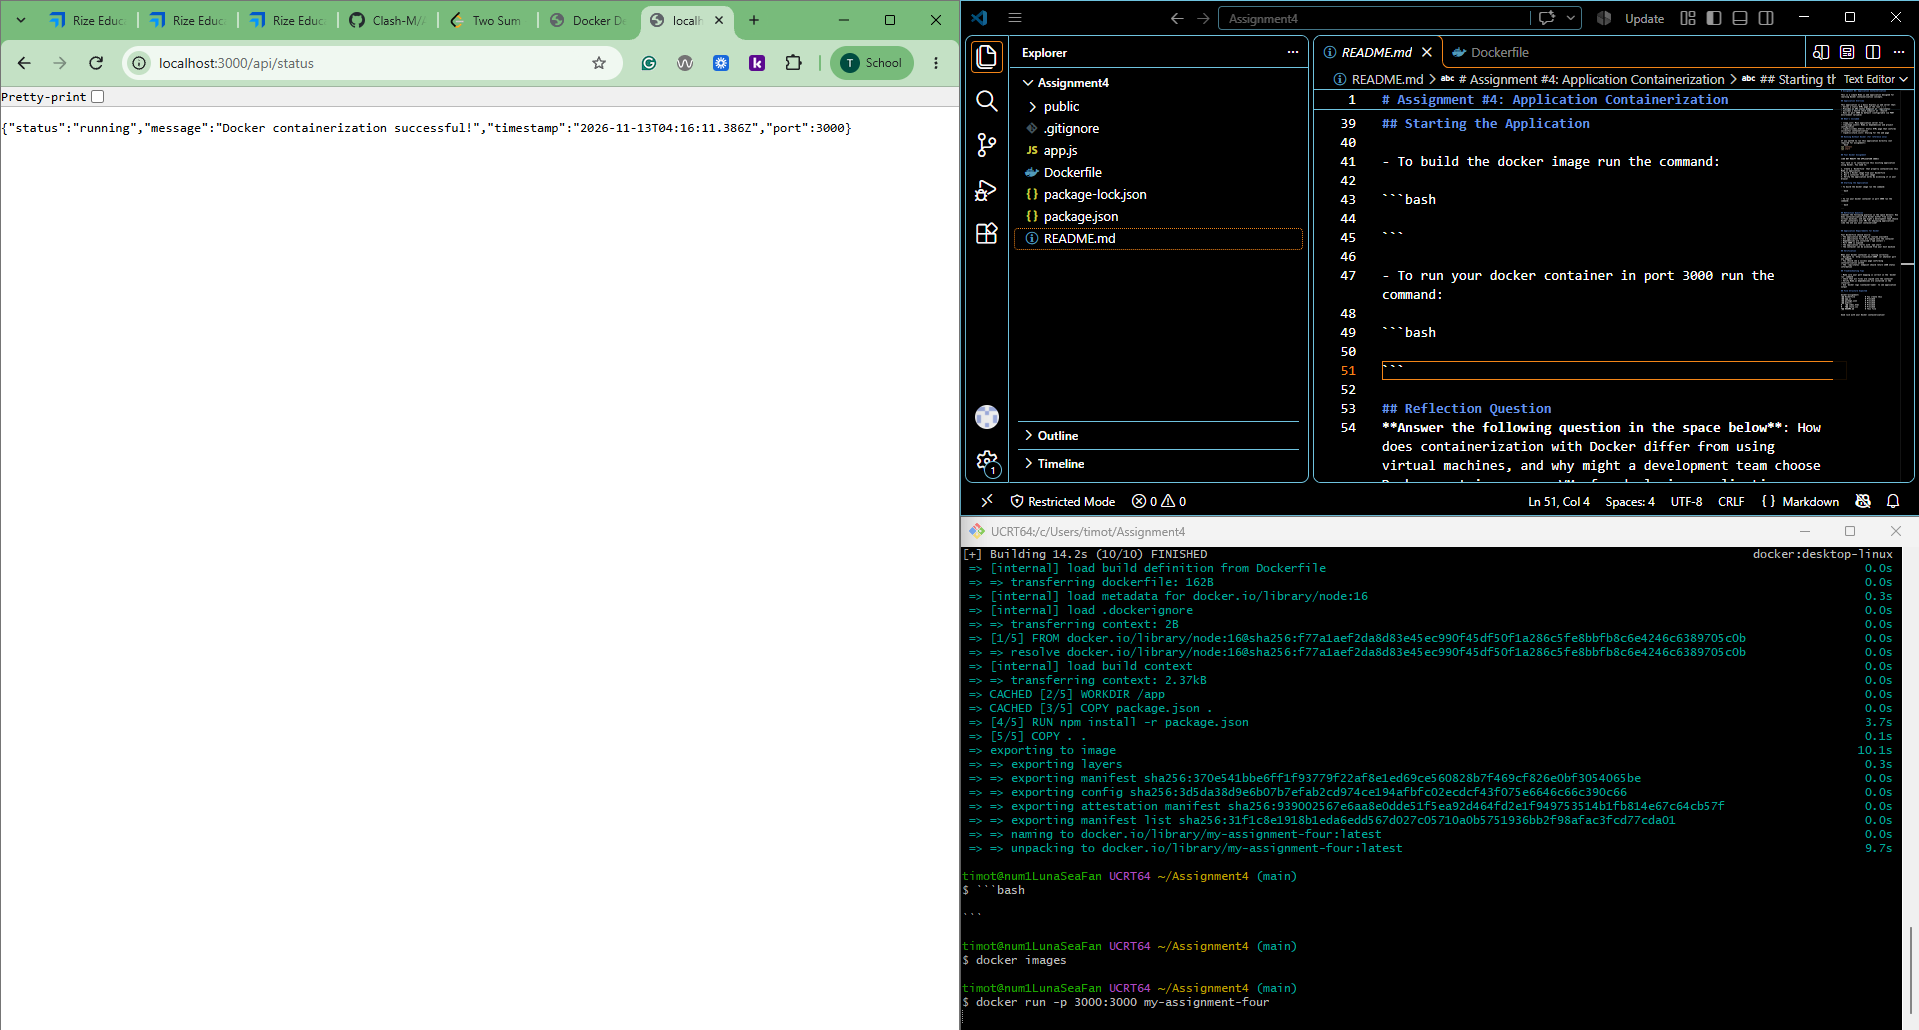 Rize Educ
Rize Educ
Rize Educ
Clash-M/A
Two Sum
Docker De
localh
localhost:3000/api/status
T School
Pretty-print
{"status":"running","message":"Docker containerization successful!","timestamp":"2026-11-13T04:16:11.386Z","port":3000}
Assignment4
Update
Explorer
Assignment4
public
.gitignore
JS app.js
Dockerfile
{} package-lock.json
{} package.json
README.md
Outline
Timeline
1
README.md
Dockerfile
README.md > abc # Assignment #4: Application Containerization > abc ## Starting th
Text Editor
1 # Assignment #4: Application Containerization
39 ## Starting the Application
40
41 - To build the docker image run the command:
42
43 ```bash
44
45 ```
46
47 - To run your docker container in port 3000 run the
command:
48
49 ```bash
50
51 ```
52
53 ## Reflection Question
54 **Answer the following question in the space below**: How
does containerization with Docker differ from using
virtual machines, and why might a development team choose
Restricted Mode
0 0
Ln 51, Col 4
Spaces: 4
UTF-8
CRLF
{ } Markdown
UCRT64:/c/Users/timot/Assignment4
[+] Building 14.2s (10/10) FINISHED docker:desktop-linux
=> [internal] load build definition from Dockerfile 0.0s
=> => transferring dockerfile: 162B 0.0s
=> [internal] load metadata for docker.io/library/node:16 0.3s
=> [internal] load .dockerignore 0.0s
=> => transferring context: 2B 0.0s
=> [1/5] FROM docker.io/library/node:16@sha256:f77a1aef2da8d83e45ec990f45df50f1a286c5fe8bbfb8c6e4246c6389705c0b 0.0s
=> => resolve docker.io/library/node:16@sha256:f77a1aef2da8d83e45ec990f45df50f1a286c5fe8bbfb8c6e4246c6389705c0b 0.0s
=> [internal] load build context 0.0s
=> => transferring context: 2.37kB 0.0s
=> CACHED [2/5] WORKDIR /app 0.0s
=> CACHED [3/5] COPY package.json . 0.0s
=> [4/5] RUN npm install -r package.json 3.7s
=> [5/5] COPY . . 0.1s
=> exporting to image 10.1s
=> => exporting layers 0.3s
=> => exporting manifest sha256:370e541bbe6ff1f93779f22af8e1ed69ce560828b7f469cf826e0bf3054065be 0.0s
=> => exporting config sha256:3d5da38d9e6b07b7efab2cd974ce194afbfc02ecdcf43f075e6646c66c390c66 0.0s
=> => exporting attestation manifest sha256:939002567e6aa8e0dde51f5ea92d464fd2e1f949753514b1fb814e67c64cb57f 0.0s
=> => exporting manifest list sha256:31f1c8e1918b1eda6edd567d027c05710a0b5751936bb2f98afac3fcd77cda01 0.0s
=> => naming to docker.io/library/my-assignment-four:latest 0.0s
=> => unpacking to docker.io/library/my-assignment-four:latest 9.7s
timot@num1LunaSeaFan UCRT64 ~/Assignment4 (main)
$ ```bash
```
timot@num1LunaSeaFan UCRT64 ~/Assignment4 (main)
$ docker images
timot@num1LunaSeaFan UCRT64 ~/Assignment4 (main)
$ docker run -p 3000:3000 my-assignment-four